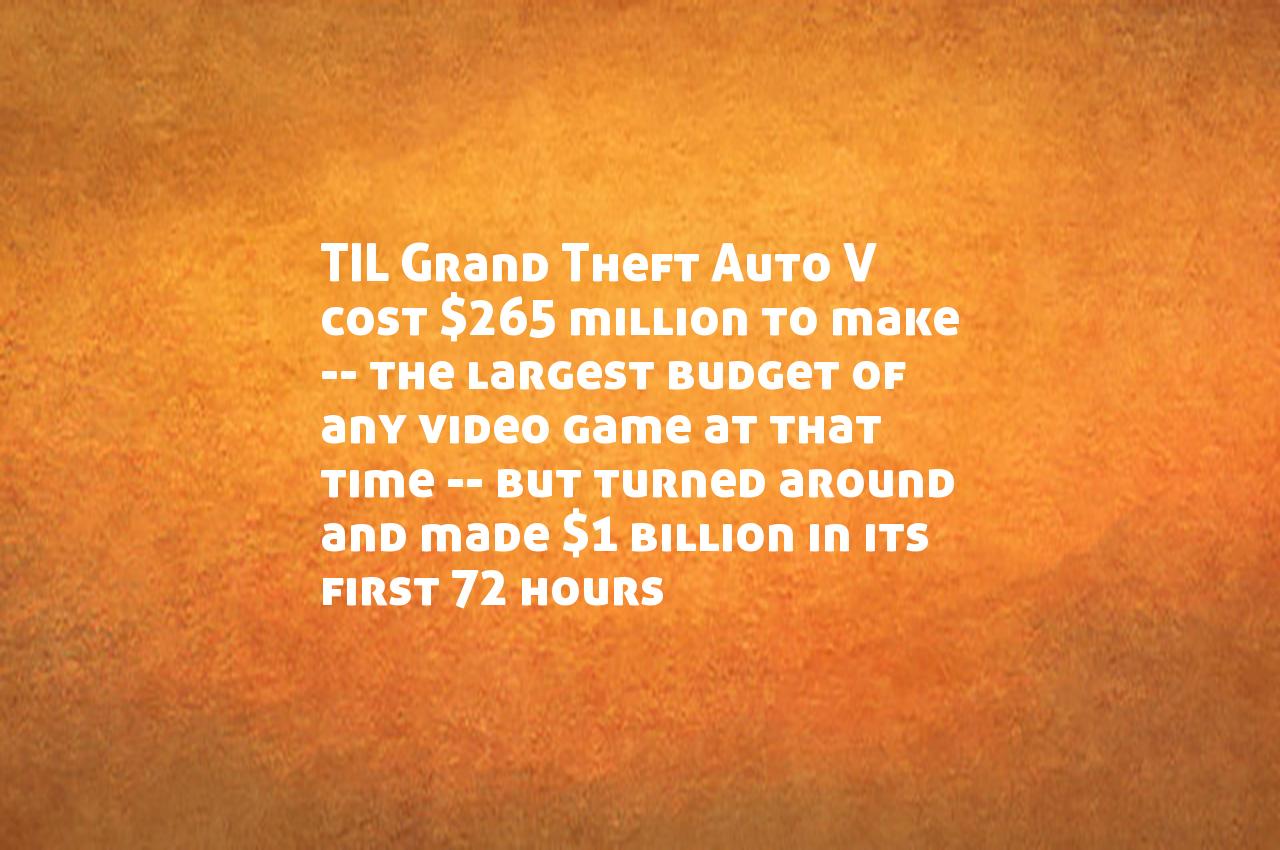 TIL Grand Theft Auto V
cost $265 million to make
-- the largest budget of
any video game at that
time -- but turned around
and made $1 billion in its
first 72 hours